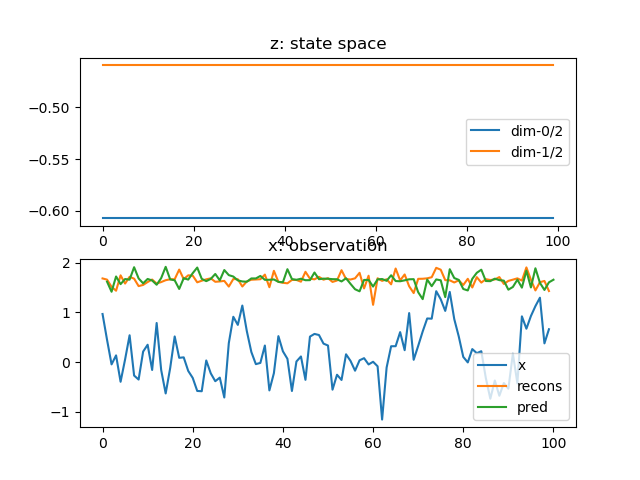 z: state space
−0.50
−0.55
−0.60
dim-0/2
dim-1/2
0 20 40 60 80 100
x: observation
2
1
0
−1
x
recons
pred
0 20 40 60 80 100